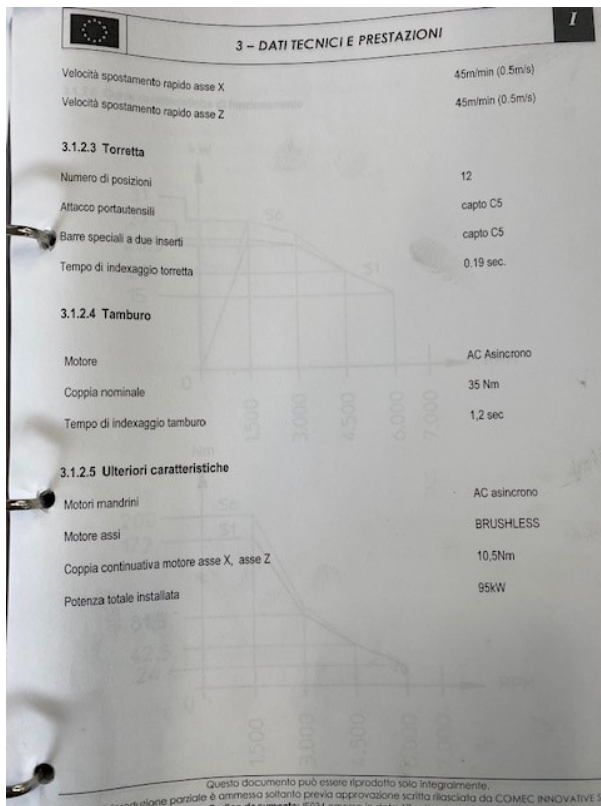 I
3 – DATI TECNICI E PRESTAZIONI
Velocità spostamento rapido asse X 45m/min (0.5m/s)
Velocità spostamento rapido asse Z 45m/min (0.5m/s)
3.1.2.3 Torretta
Numero di posizioni 12
Attacco portautensili capto C5
Barre speciali a due inserti capto C5
Tempo di indexaggio torretta 0.19 sec.
3.1.2.4 Tamburo
Motore AC Asincrono
Coppia nominale 35 Nm
Tempo di indexaggio tamburo 1,2 sec
3.1.2.5 Ulteriori caratteristiche
Motori mandrini AC asincrono
Motore assi BRUSHLESS
Coppia continuativa motore asse X, asse Z 10,5Nm
Potenza totale installata 95kW
Questo documento può essere riprodotto solo integralmente.
parziale è ammessa soltanto previa approvazione scritta rilasciata da COMEC INNOVATIVE